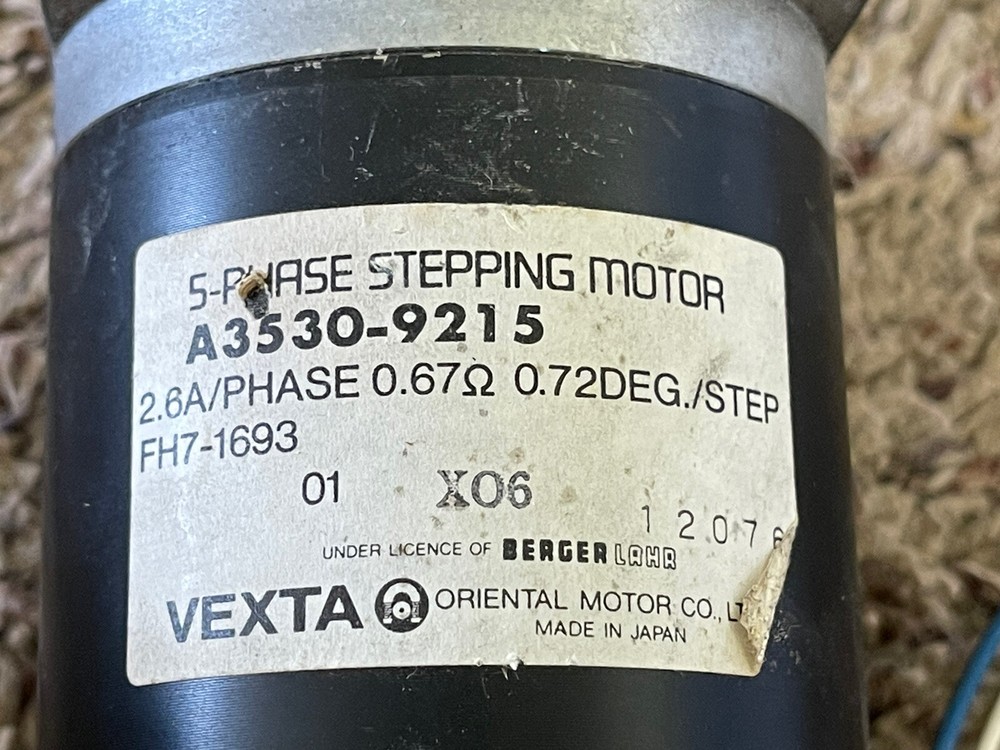 5-PHASE STEPPING MOTOR
A3530-9215
2.6A/PHASE 0.67Ω 0.72DEG./STEP
FH7-1693
01 X06
1207
UNDER LICENCE OF BERGER LAHR
VEXTA ORIENTAL MOTOR CO.,
MADE IN JAPAN